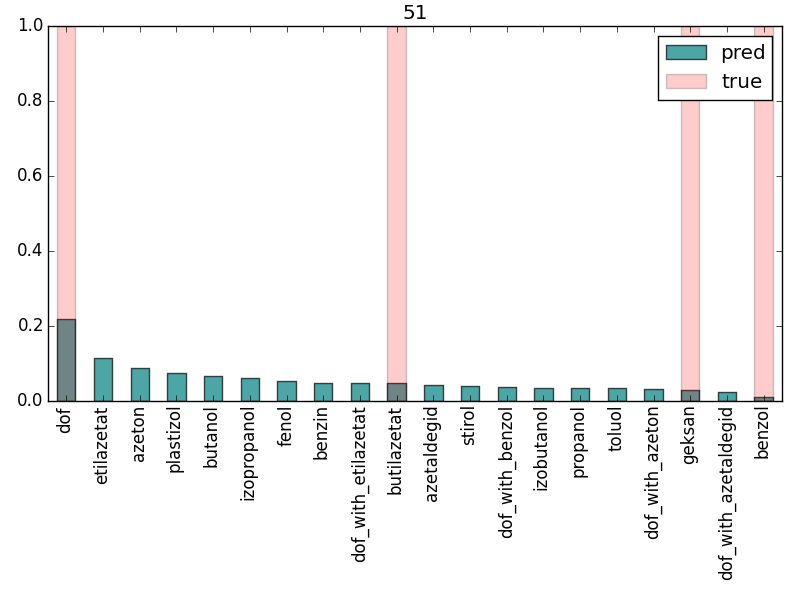 51
1.0
0.8
0.6
0.4
0.2
0.0
pred
true
dof
etilazetat
azeton
plastizol
butanol
izopropanol
fenol
benzin
dof_with_etilazetat
butilazetat
azetaldegid
stirol
dof_with_benzol
izobutanol
propanol
toluol
dof_with_azeton
geksan
dof_with_azetaldegid
benzol